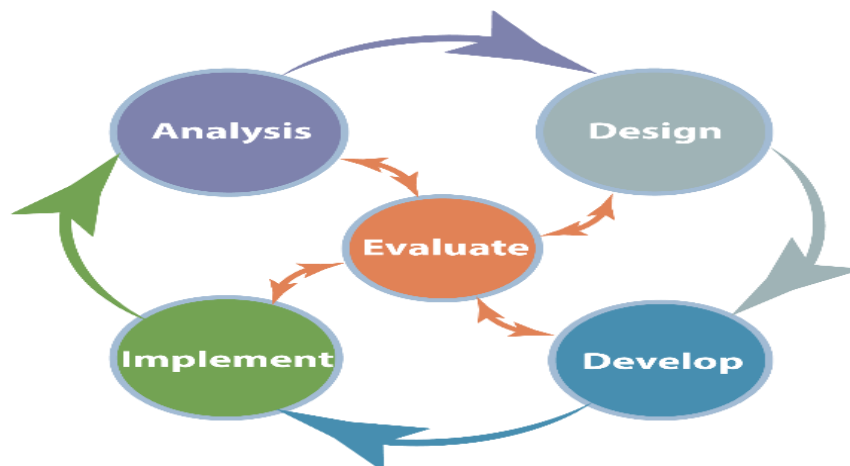 Analysis
Design
Evaluate
Implement
Develop